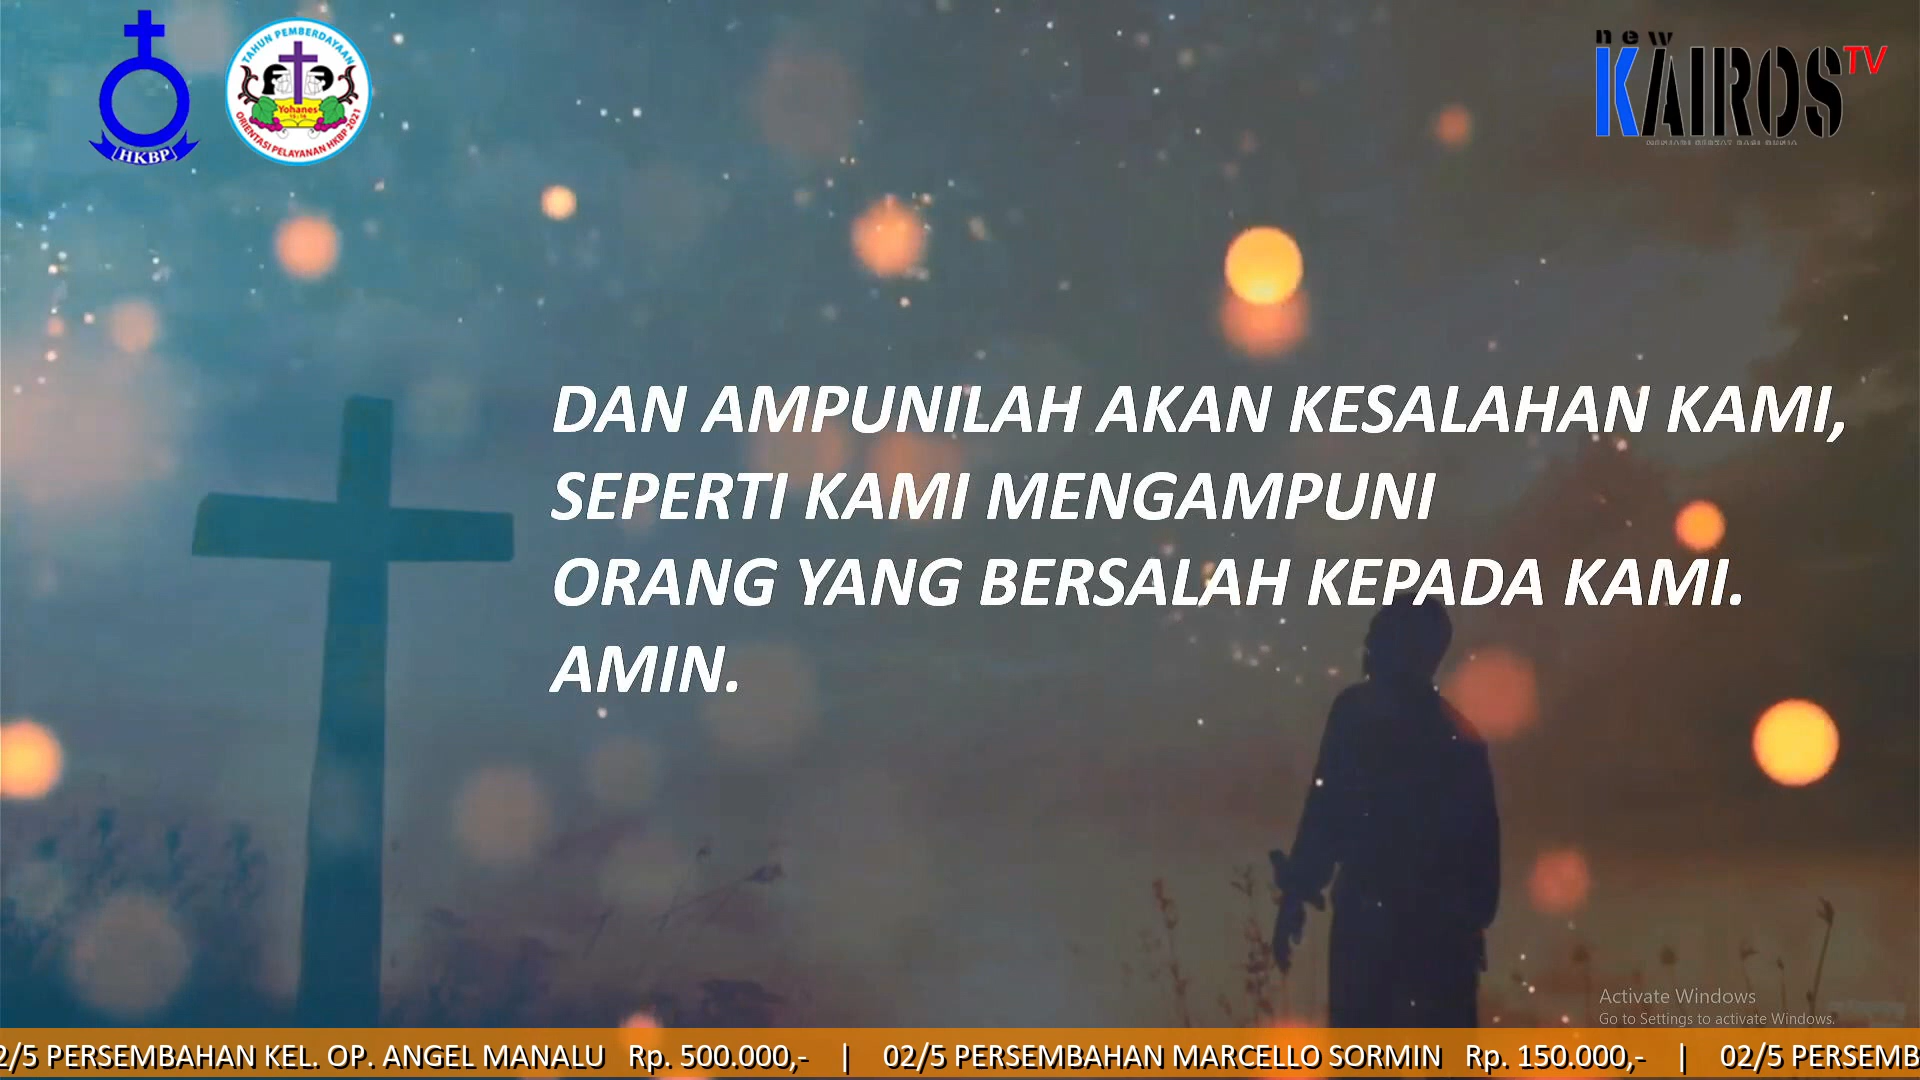 HKBP
TAHUN PEMBERDAYAAN
Yohanes
15:16
ORIENTASI PELAYANAN HKBP 2021
new
KAIROS TV
DAN AMPUNILAH AKAN KESALAHAN KAMI,
SEPERTI KAMI MENGAMPUNI
ORANG YANG BERSALAH KEPADA KAMI.
AMIN.
Activate Windows
Go to Settings to activate Windows.
2/5 PERSEMBAHAN KEL. OP. ANGEL MANALU Rp. 500.000,- | 02/5 PERSEMBAHAN MARCELLO SORMIN Rp. 150.000,- | 02/5 PERSEMB